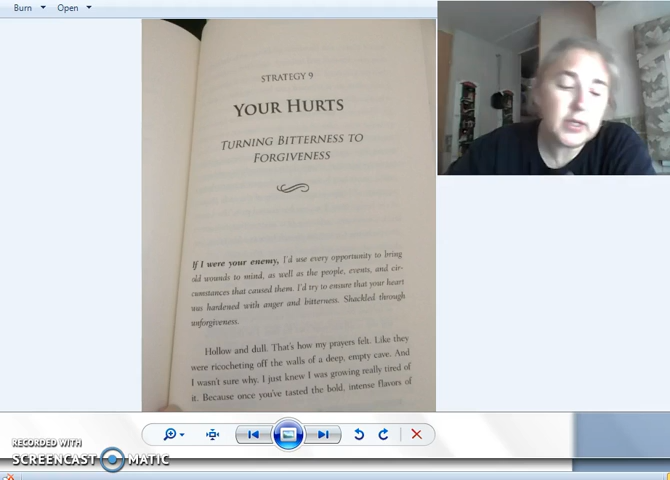 Burn Open
STRATEGY 9
YOUR HURTS
TURNING BITTERNESS TO
FORGIVENESS
If I were your enemy, I'd use every opportunity to bring
old wounds to mind, as well as the people, events, and cir-
cumstances that caused them. I'd try to ensure that your heart
was hardened with anger and bitterness. Shackled through
unforgiveness.
Hollow and dull. That's how my prayers felt. Like they
were ricocheting off the walls of a deep, empty cave. And
I wasn't sure why. I just knew I was growing really tired of
it. Because once you've tasted the bold, intense flavors of
RECORDED WITH
SCREENCAST MATIC